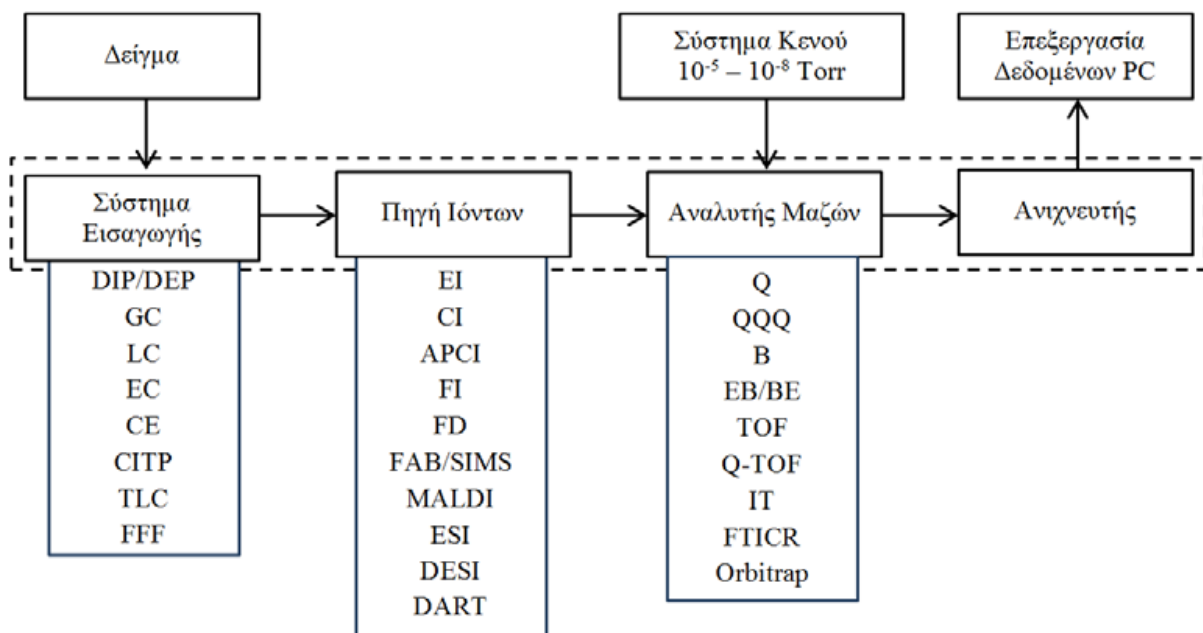 Δείγμα
Σύστημα Κενού
10⁻⁵ – 10⁻⁸ Torr
Επεξεργασία
Δεδομένων PC
Σύστημα
Εισαγωγής
Πηγή Ιόντων
Αναλυτής Μαζών
Ανιχνευτής
DIP/DEP
GC
LC
EC
CE
CITP
TLC
FFF
EI
CI
APCI
FI
FD
FAB/SIMS
MALDI
ESI
DESI
DART
Q
QQQ
B
EB/BE
TOF
Q-TOF
IT
FTICR
Orbitrap